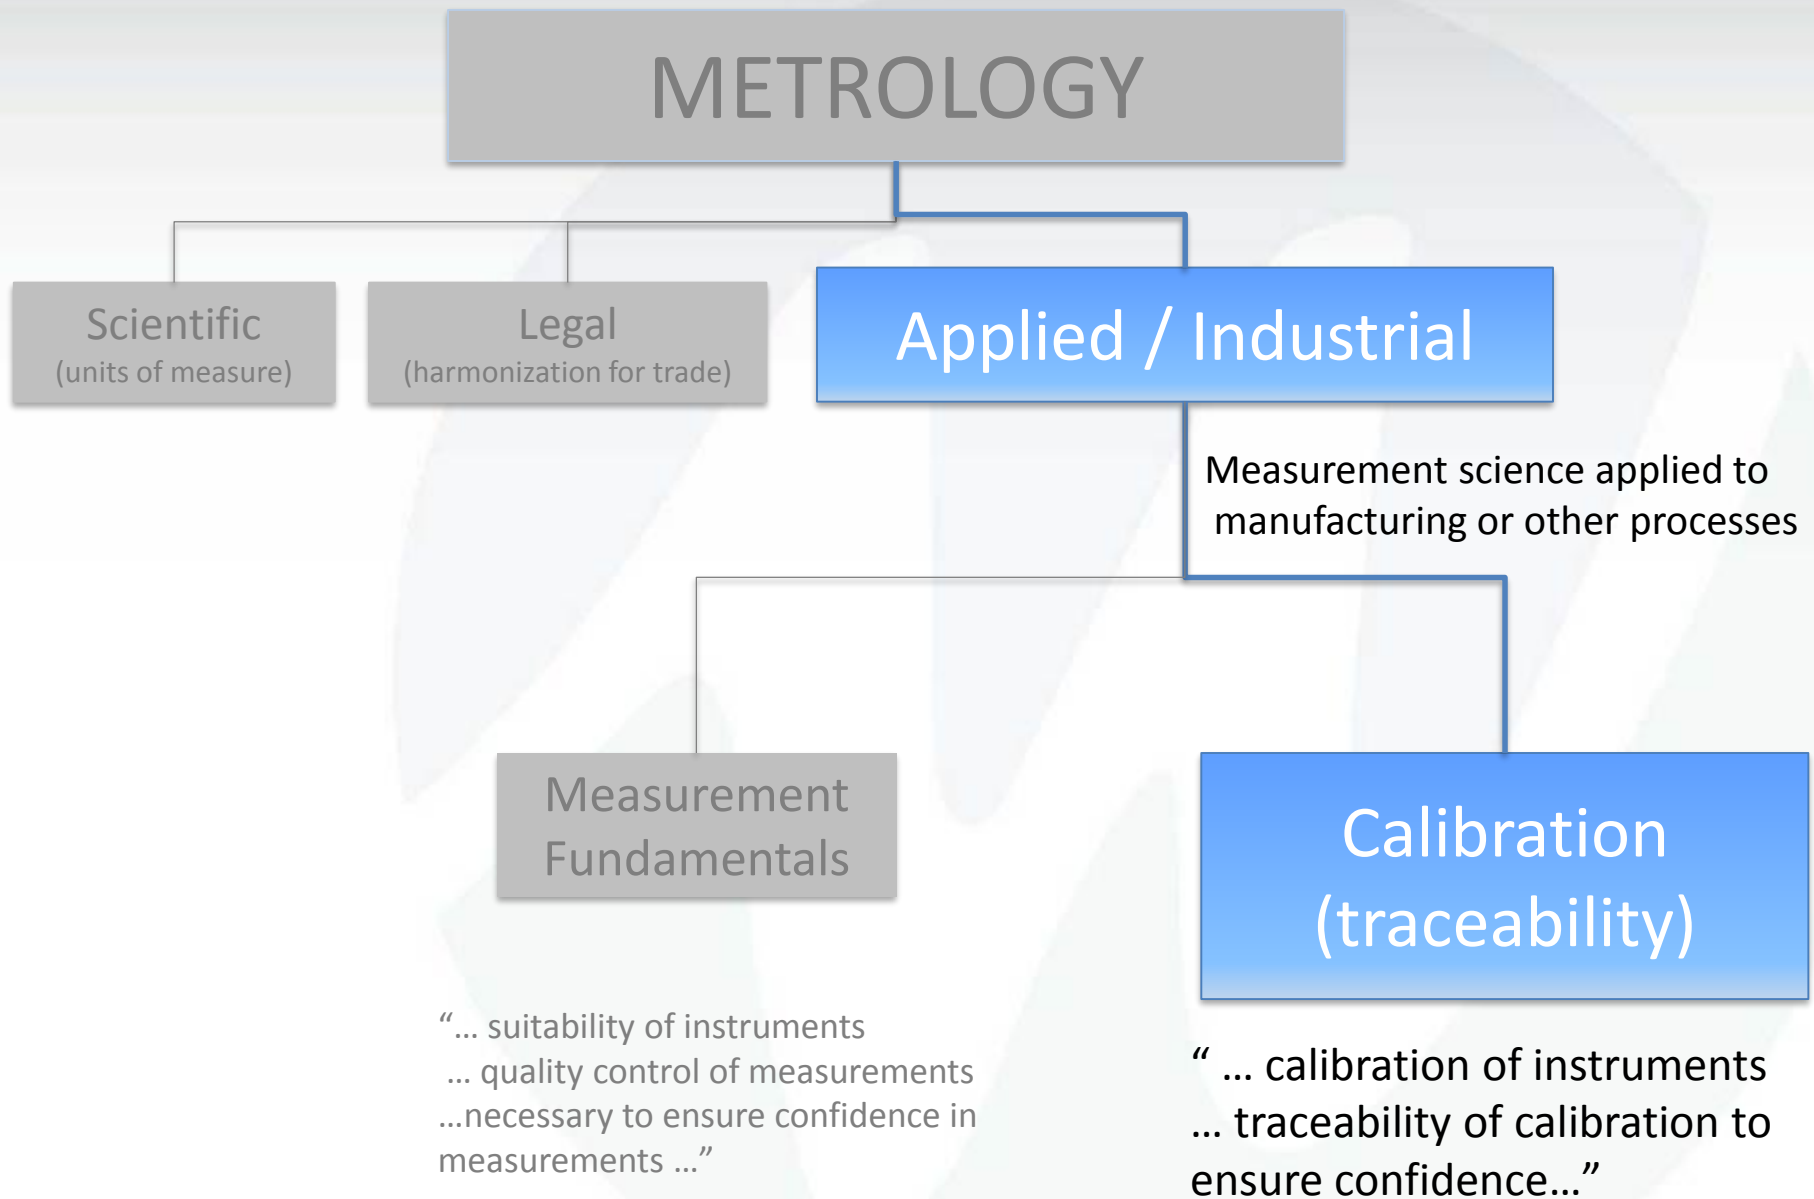 METROLOGY
Scientific
(units of measure)
Legal
(harmonization for trade)
Applied / Industrial
Measurement science applied to
manufacturing or other processes
Measurement
Fundamentals
Calibration
(traceability)
“… suitability of instruments
… quality control of measurements
…necessary to ensure confidence in
measurements …”
“ … calibration of instruments
… traceability of calibration to
ensure confidence…”